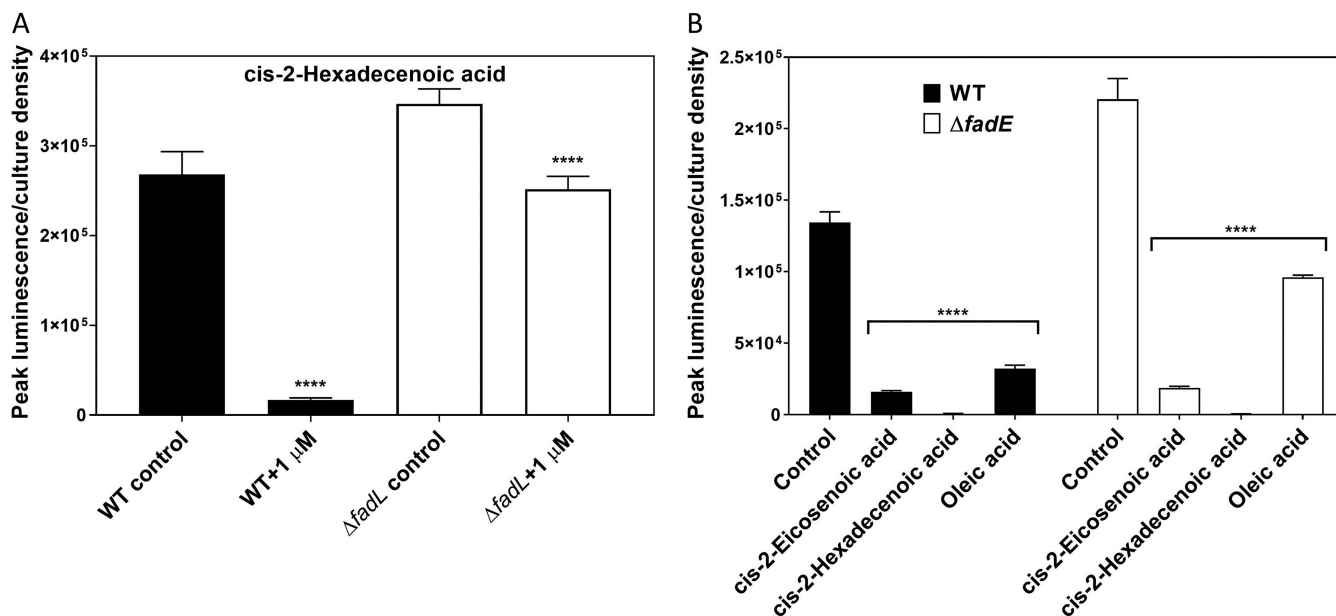 A
cis-2-Hexadecenoic acid
Peak luminescence/culture density
4×10⁵
3×10⁵
2×10⁵
1×10⁵
0
****
****
WT control
WT+1 μM
ΔfadL control
ΔfadL+1 μM
B
WT
ΔfadE
Peak luminescence/culture density
2.5×10⁵
2×10⁵
1.5×10⁵
1×10⁵
5×10⁴
0
****
****
Control
cis-2-Eicosenoic acid
cis-2-Hexadecenoic acid
Oleic acid
Control
cis-2-Eicosenoic acid
cis-2-Hexadecenoic acid
Oleic acid